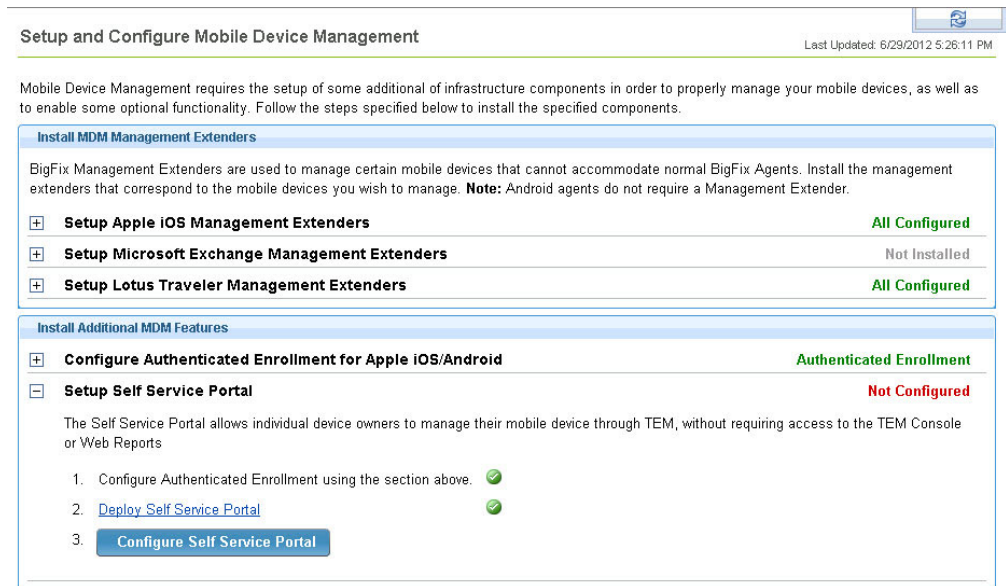 Setup and Configure Mobile Device Management
Last Updated: 6/29/2012 5:26:11 PM
Mobile Device Management requires the setup of some additional of infrastructure components in order to properly manage your mobile devices, as well as
to enable some optional functionality. Follow the steps specified below to install the specified components.
Install MDM Management Extenders
BigFix Management Extenders are used to manage certain mobile devices that cannot accommodate normal BigFix Agents. Install the management
extenders that correspond to the mobile devices you wish to manage. Note: Android agents do not require a Management Extender.
Setup Apple iOS Management Extenders All Configured
Setup Microsoft Exchange Management Extenders Not Installed
Setup Lotus Traveler Management Extenders All Configured
Install Additional MDM Features
Configure Authenticated Enrollment for Apple iOS/Android Authenticated Enrollment
Setup Self Service Portal Not Configured
The Self Service Portal allows individual device owners to manage their mobile device through TEM, without requiring access to the TEM Console
or Web Reports
1. Configure Authenticated Enrollment using the section above.
2. Deploy Self Service Portal
3. Configure Self Service Portal